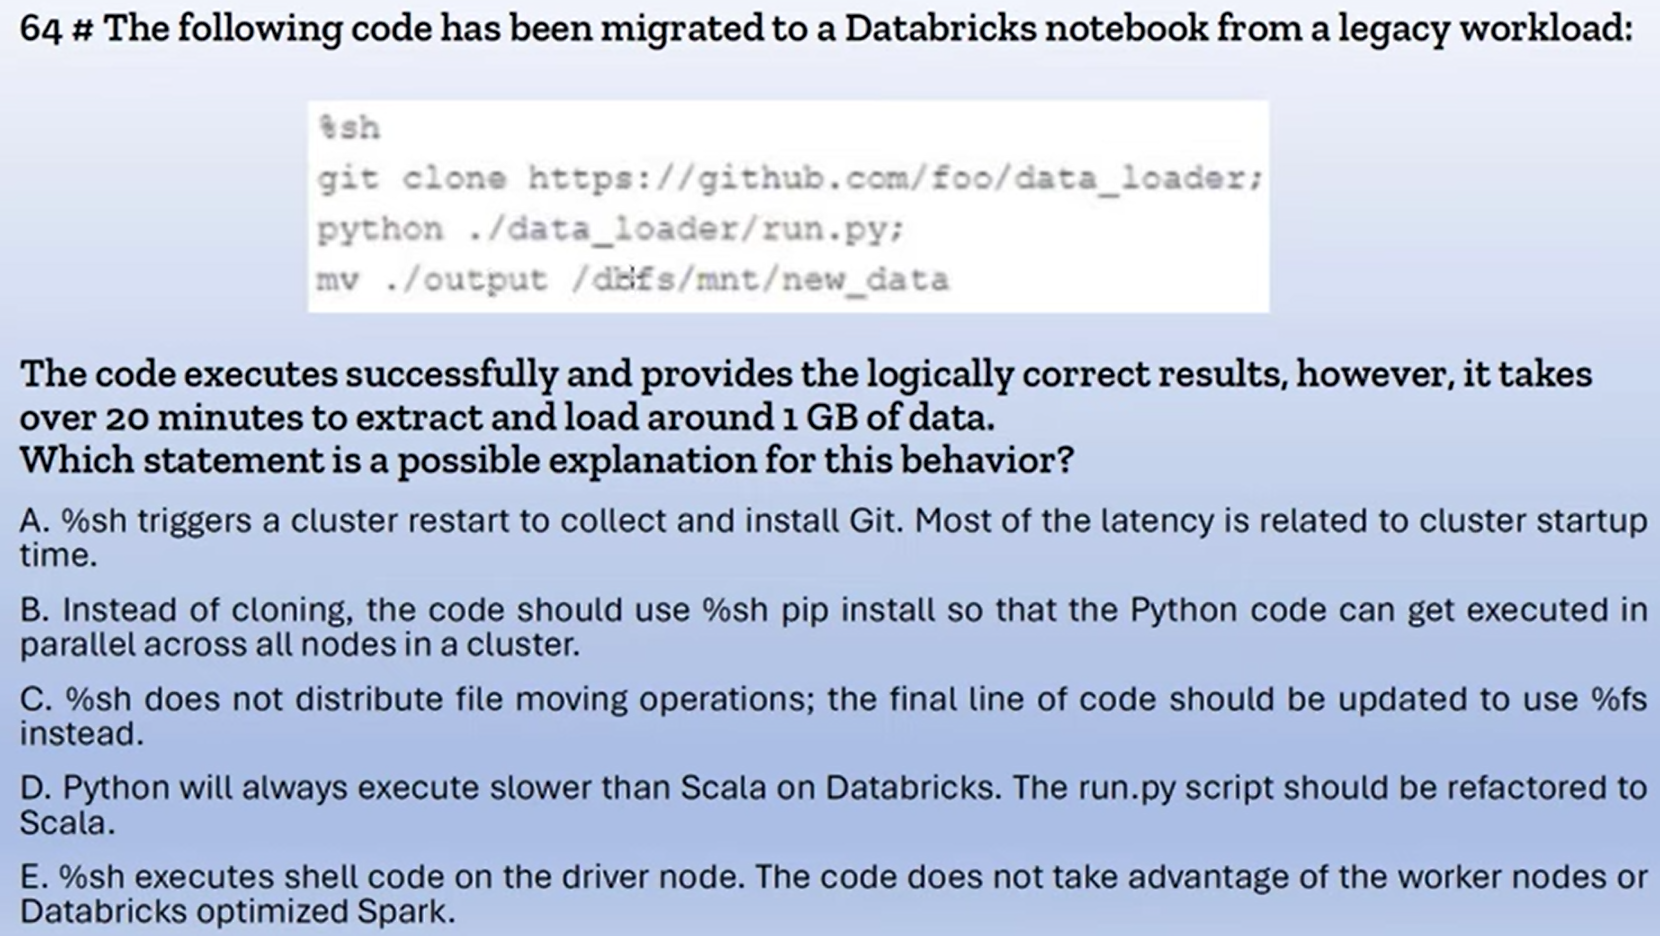 64 # The following code has been migrated to a Databricks notebook from a legacy workload:
%sh
git clone https://github.com/foo/data_loader;
python ./data_loader/run.py;
mv ./output /dbfs/mnt/new_data
The code executes successfully and provides the logically correct results, however, it takes
over 20 minutes to extract and load around 1 GB of data.
Which statement is a possible explanation for this behavior?
A. %sh triggers a cluster restart to collect and install Git. Most of the latency is related to cluster startup
time.
B. Instead of cloning, the code should use %sh pip install so that the Python code can get executed in
parallel across all nodes in a cluster.
C. %sh does not distribute file moving operations; the final line of code should be updated to use %fs
instead.
D. Python will always execute slower than Scala on Databricks. The run.py script should be refactored to
Scala.
E. %sh executes shell code on the driver node. The code does not take advantage of the worker nodes or
Databricks optimized Spark.